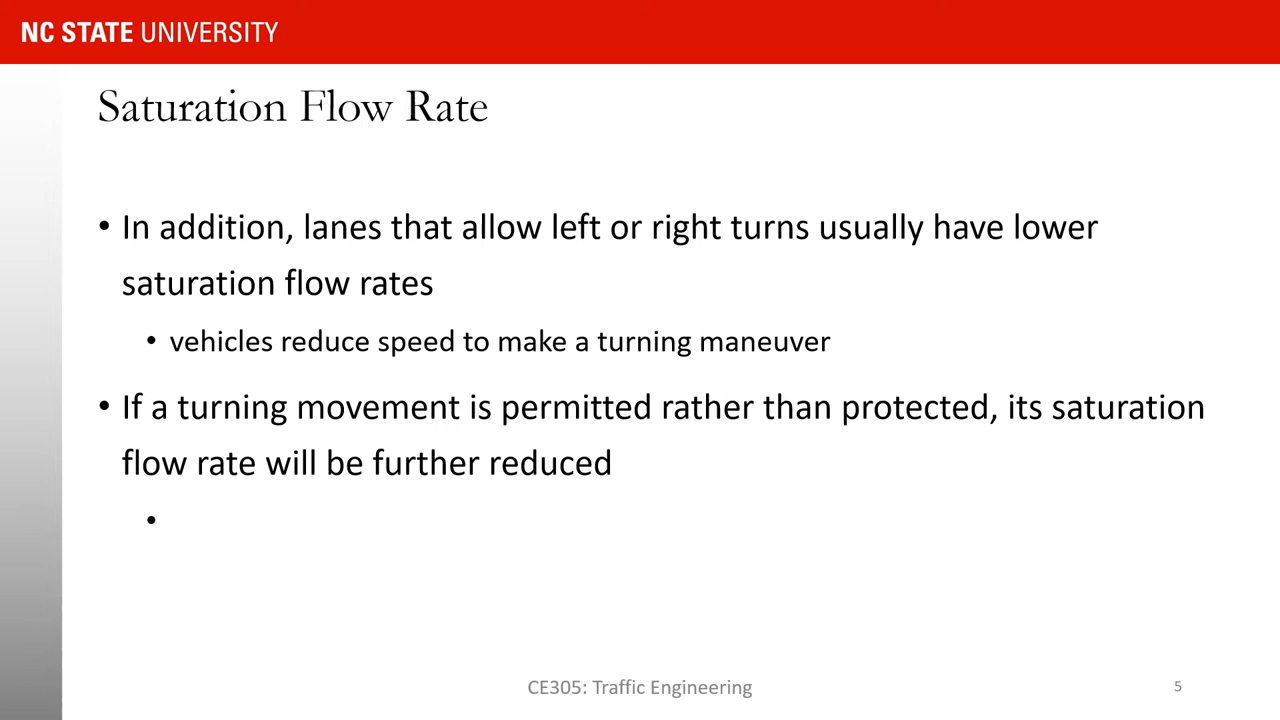 NC STATE UNIVERSITY
Saturation Flow Rate
• In addition, lanes that allow left or right turns usually have lower
saturation flow rates
• vehicles reduce speed to make a turning maneuver
• If a turning movement is permitted rather than protected, its saturation
flow rate will be further reduced
•
CE305: Traffic Engineering
5